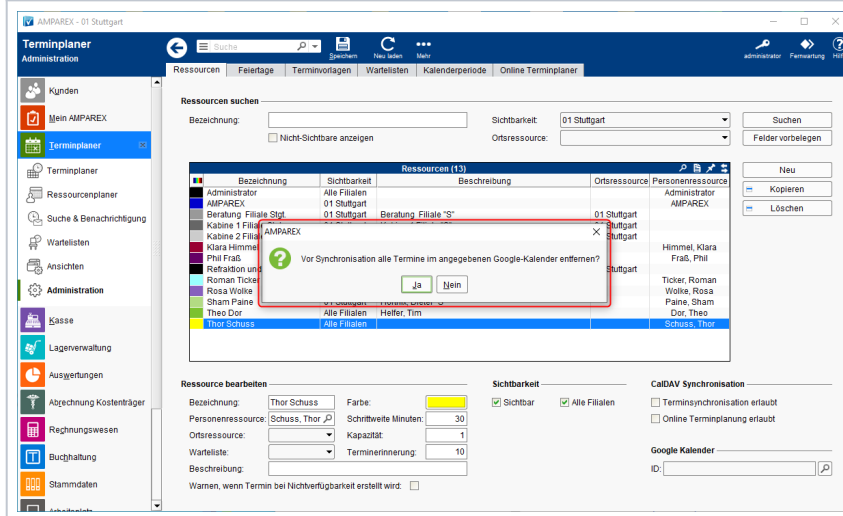 AMPAREX - 01 Stuttgart
Terminplaner
Administration
Suche
Speichern
Neu laden
Mehr
administrator
Fernwartung
Hilf
Ressourcen
Feiertage
Terminvorlagen
Wartelisten
Kalenderperiode
Online Terminplaner
Kunden
Mein AMPAREX
Terminplaner
Terminplaner
Ressourcenplaner
Suche & Benachrichtigung
Wartelisten
Ansichten
Administration
Kasse
Lagerverwaltung
Auswertungen
Abrechnung Kostenträger
Rechnungswesen
Buchhaltung
Stammdaten
Arbeitsplatz
Ressourcen suchen
Bezeichnung:
Sichtbarkeit: 01 Stuttgart
Suchen
Nicht-Sichtbare anzeigen
Ortsressource:
Felder vorbelegen
Ressourcen (13)
Neu
Kopieren
Löschen
Bezeichnung Sichtbarkeit Beschreibung Ortsressource Personenressource
Administrator Alle Filialen Administrator
AMPAREX 01 Stuttgart AMPAREX
Beratung Filiale Stgt. 01 Stuttgart Beratung Filiale "S" 01 Stuttgart
Kabine 1 Filiale
Kabine 2 Filiale Stuttgart
Klara Himmel Himmel, Klara
Phil Fraß Fraß, Phil
Refraktion und Stuttgart
Roman Ticker Ticker, Roman
Rosa Wolke Wolke, Rosa
Sham Paine 01 Stuttgart Paine, Sham
Theo Dor Alle Filialen Helfer, Tim Dor, Theo
Thor Schuss Alle Filialen Schuss, Thor
AMPAREX
Vor Synchronisation alle Termine im angegebenen Google-Kalender entfernen?
Ja
Nein
Ressource bearbeiten
Bezeichnung: Thor Schuss Farbe:
Personenressource: Schuss, Thor Schrittweite Minuten: 30
Ortsressource: Kapazität: 1
Warteliste: Terminerinnerung: 10
Beschreibung:
Warnen, wenn Termin bei Nichtverfügbarkeit erstellt wird:
Sichtbarkeit
Sichtbar
Alle Filialen
CalDAV Synchronisation
Terminsynchronisation erlaubt
Online Terminplanung erlaubt
Google Kalender
ID: